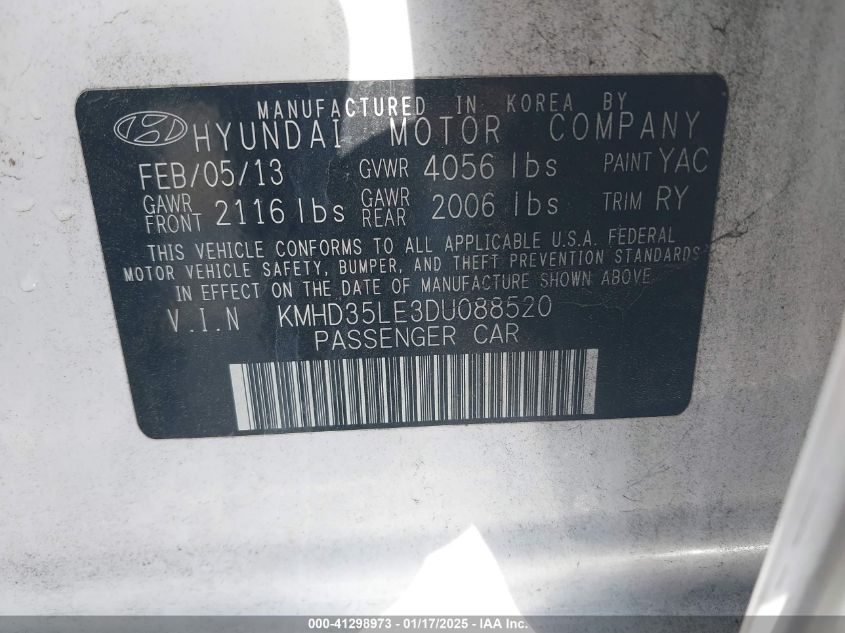 MANUFACTURED IN KOREA BY
HYUNDAI MOTOR COMPANY
FEB/05/13 GVWR 4056 lbs PAINT YAC
GAWR FRONT 2116 lbs GAWR REAR 2006 lbs TRIM RY
THIS VEHICLE CONFORMS TO ALL APPLICABLE U.S.A. FEDERAL
MOTOR VEHICLE SAFETY, BUMPER, AND THEFT PREVENTION STANDARDS
IN EFFECT ON THE DATE OF MANUFACTURE SHOWN ABOVE
V.I.N KMHD35LE3DU088520
PASSENGER CAR
000-41298973 - 01/17/2025 - IAAI.COM